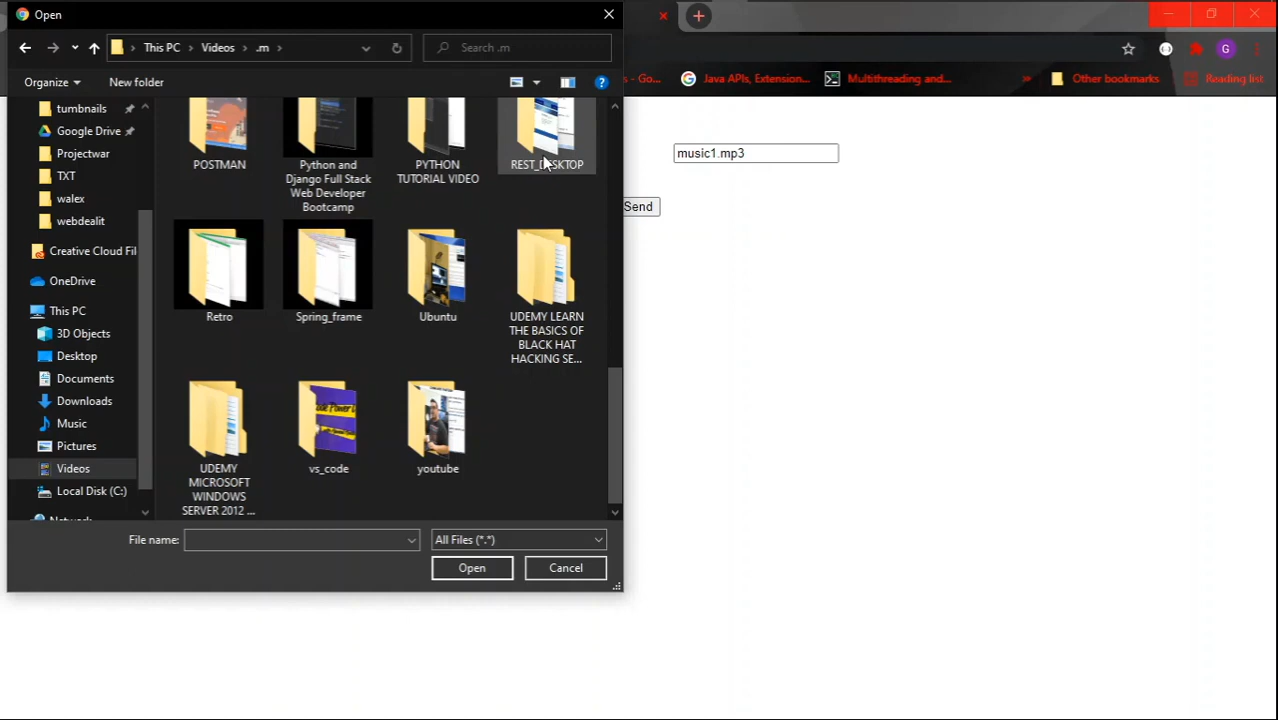 Open
This PC
Videos
.m
Search .m
Organize
New folder
- Go...
Java APIs, Extension...
Multithreading and...
»
Other bookmarks
Reading list
G
tumbnails
Google Drive
Projectwar
TXT
walex
webdealit
Creative Cloud Fil
OneDrive
This PC
3D Objects
Desktop
Documents
Downloads
Music
Pictures
Videos
Local Disk (C:)
POSTMAN
Python and
Django Full Stack
Web Developer
Bootcamp
PYTHON
TUTORIAL VIDEO
REST_DESKTOP
Retro
Spring_frame
Ubuntu
UDEMY LEARN
THE BASICS OF
BLACK HAT
HACKING SE...
UDEMY
MICROSOFT
WINDOWS
SERVER 2012 ...
vs_code
youtube
music1.mp3
Send
File name:
All Files (*.*)
Open
Cancel